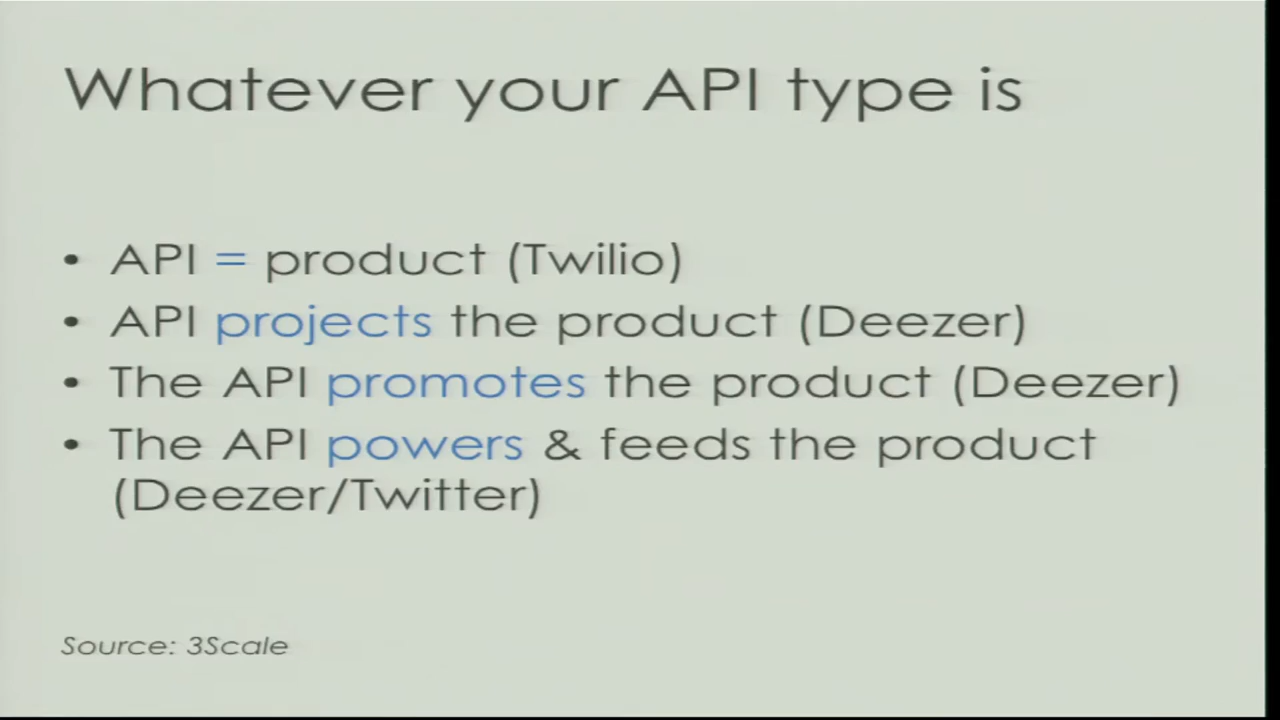 Whatever your API type is
• API = product (Twilio)
• API projects the product (Deezer)
• The API promotes the product (Deezer)
• The API powers & feeds the product
(Deezer/Twitter)
Source: 3Scale